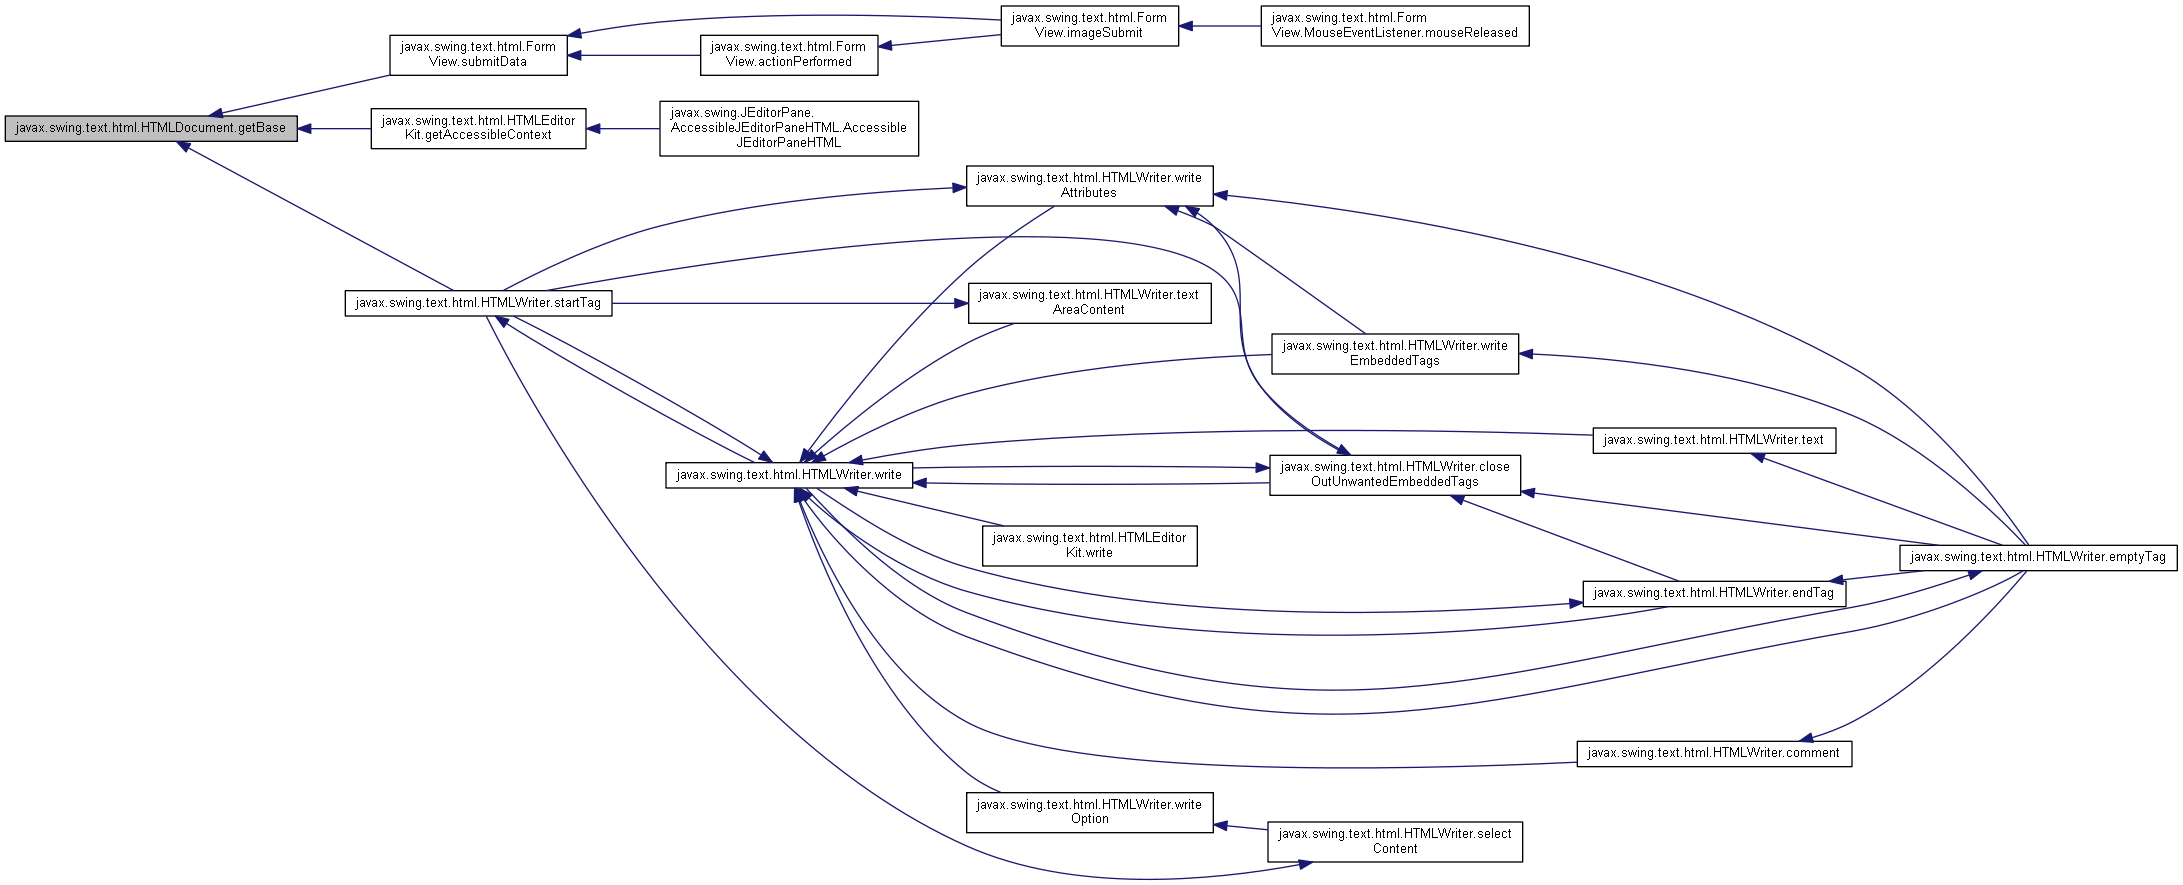 javax.swing.text.html.Form
View.imageSubmit
javax.swing.text.html.Form
View.MouseEventListener.mouseReleased
javax.swing.text.html.Form
View.submitData
javax.swing.text.html.Form
View.actionPerformed
javax.swing.text.html.HTMLDocument.getBase
javax.swing.text.html.HTMLEditor
Kit.getAccessibleContext
javax.swing.JEditorPane.
AccessibleJEditorPaneHTML.Accessible
JEditorPaneHTML
javax.swing.text.html.HTMLWriter.write
Attributes
javax.swing.text.html.HTMLWriter.startTag
javax.swing.text.html.HTMLWriter.text
AreaContent
javax.swing.text.html.HTMLWriter.write
EmbeddedTags
javax.swing.text.html.HTMLWriter.text
javax.swing.text.html.HTMLWriter.write
javax.swing.text.html.HTMLWriter.close
OutUnwantedEmbeddedTags
javax.swing.text.html.HTMLEditor
Kit.write
javax.swing.text.html.HTMLWriter.emptyTag
javax.swing.text.html.HTMLWriter.endTag
javax.swing.text.html.HTMLWriter.comment
javax.swing.text.html.HTMLWriter.write
Option
javax.swing.text.html.HTMLWriter.select
Content